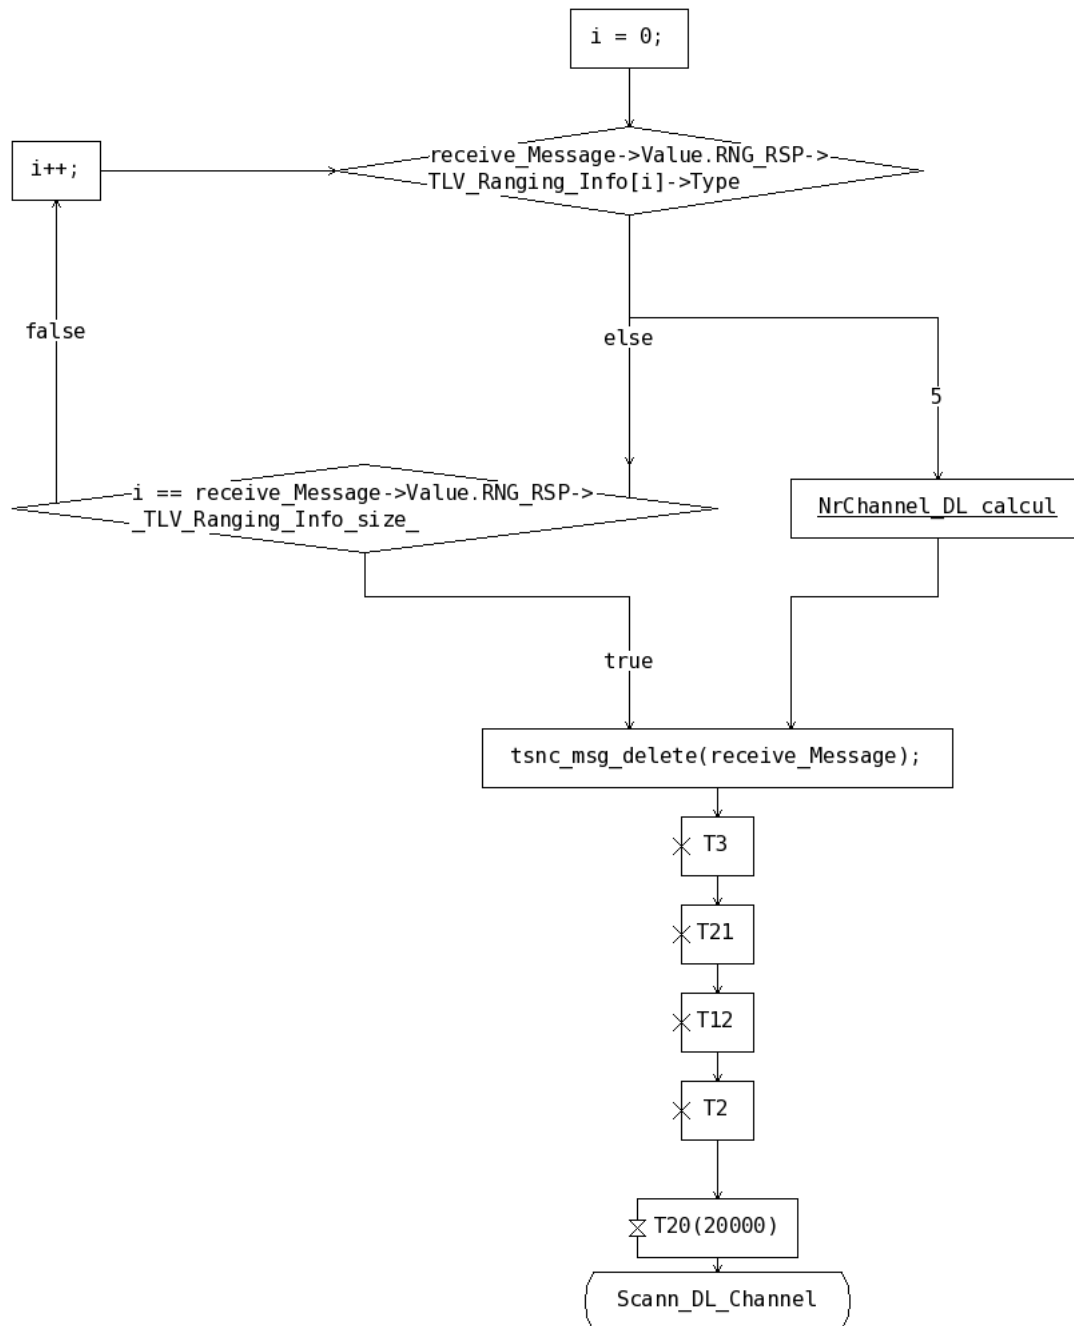 i = 0;
i++;
receive_Message->Value.RNG_RSP->
TLV_Ranging_Info[i]->Type
false
else
5
i == receive_Message->Value.RNG_RSP->
_TLV_Ranging_Info_size_
NrChannel_DL_calcul
true
tsnc_msg_delete(receive_Message);
T3
T21
T12
T2
T20(20000)
Scann_DL_Channel